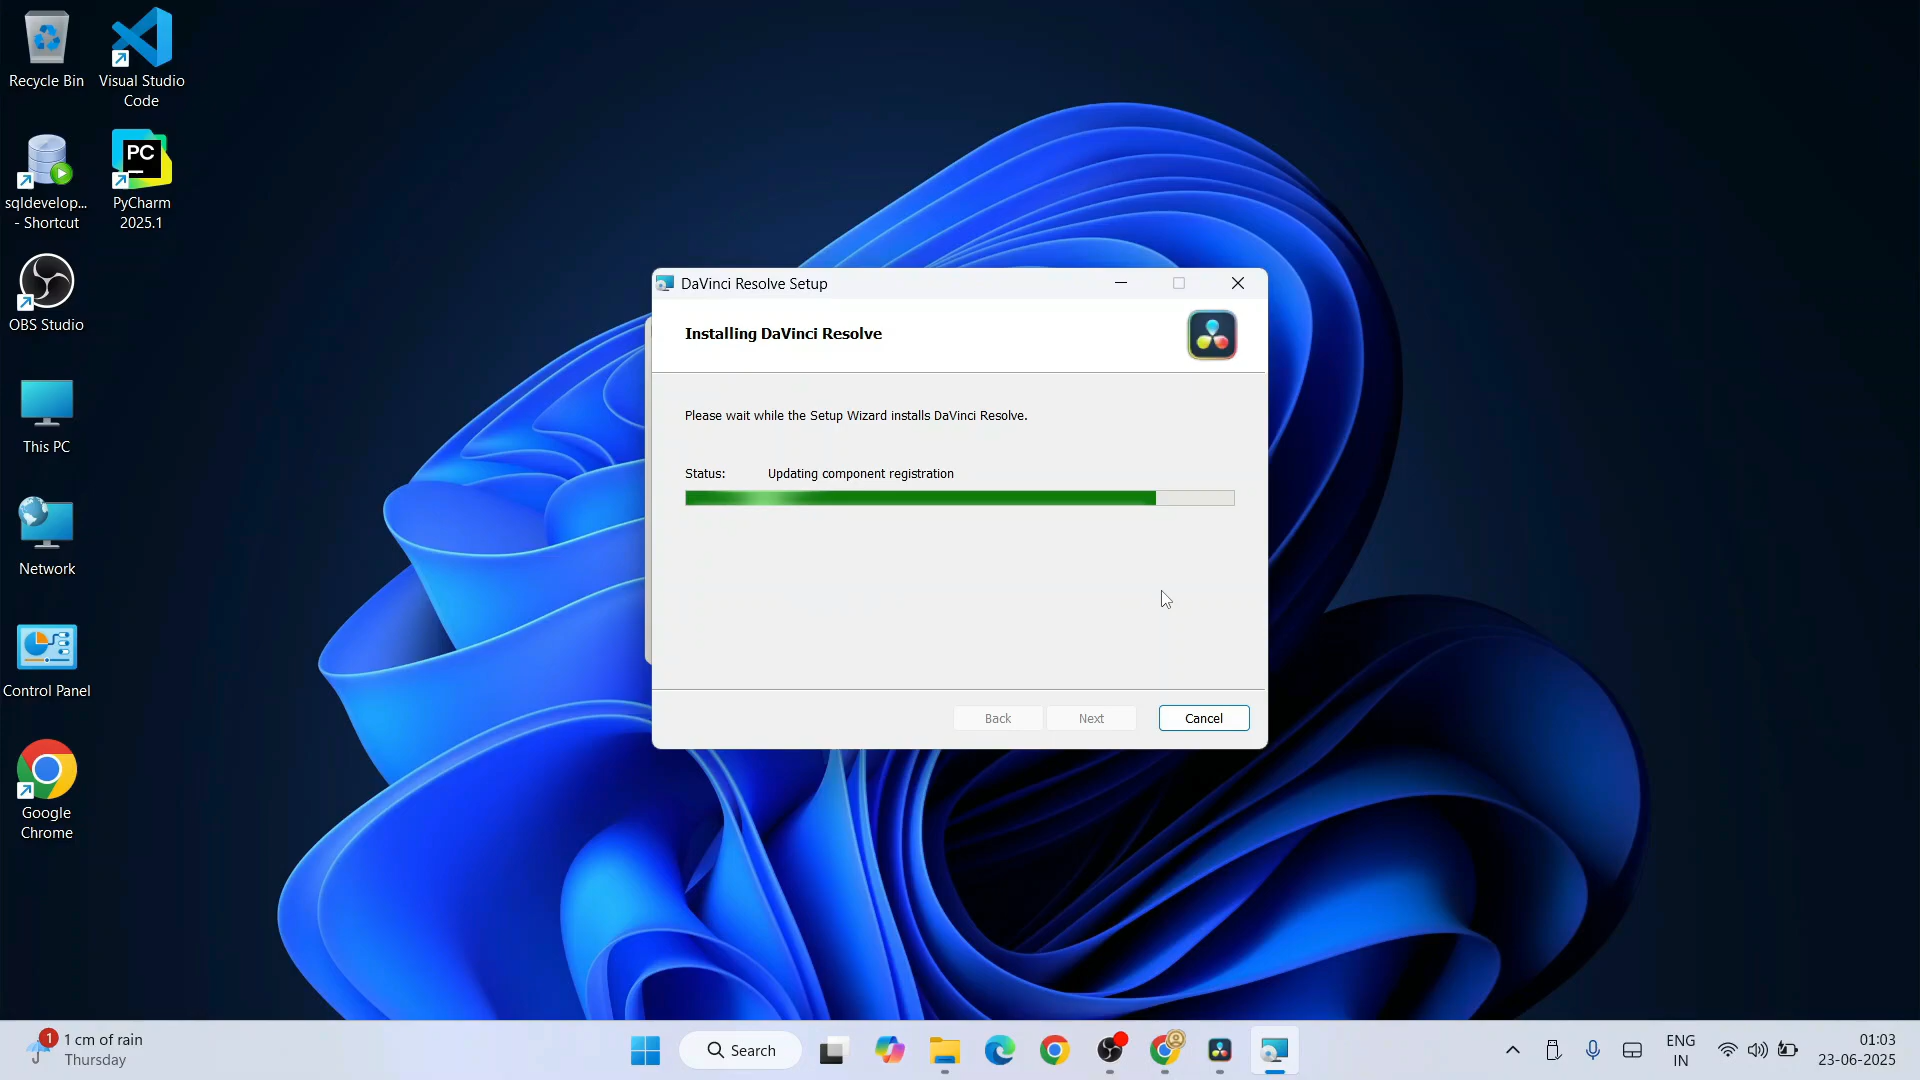 Recycle Bin
Visual Studio
Code
sqldevelop...
- Shortcut
PC
PyCharm
2025.1
OBS Studio
This PC
Network
Control Panel
Google
Chrome
DaVinci Resolve Setup
Installing DaVinci Resolve
Please wait while the Setup Wizard installs DaVinci Resolve.
Status: Updating component registration
Back Next Cancel
1
1 cm of rain
Thursday
Search
ENG
IN
01:03
23-06-2025